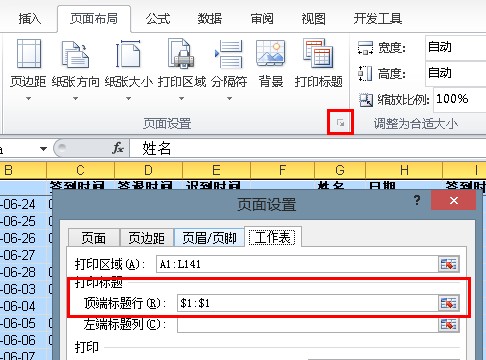 插入 页面布局 公式 数据 审阅 视图 开发工具
页边距 纸张方向 纸张大小 打印区域 分隔符 背景 打印标题
宽度: 自动
高度: 自动
缩放比例: 100%
页面设置 调整为合适大小
fx 姓名
B C D E F G H I
签到时间 签退时间 迟到时间 姓名 日期 签到时
-06-24
-06-25
-06-26
-06-27
-06-28
-06-03
-06-04
-06-05
-06-06
页面设置 ? ×
页面 页边距 页眉/页脚 工作表
打印区域(A): A1:L141
打印标题
顶端标题行(R): $1:$1
左端标题列(C):
打印